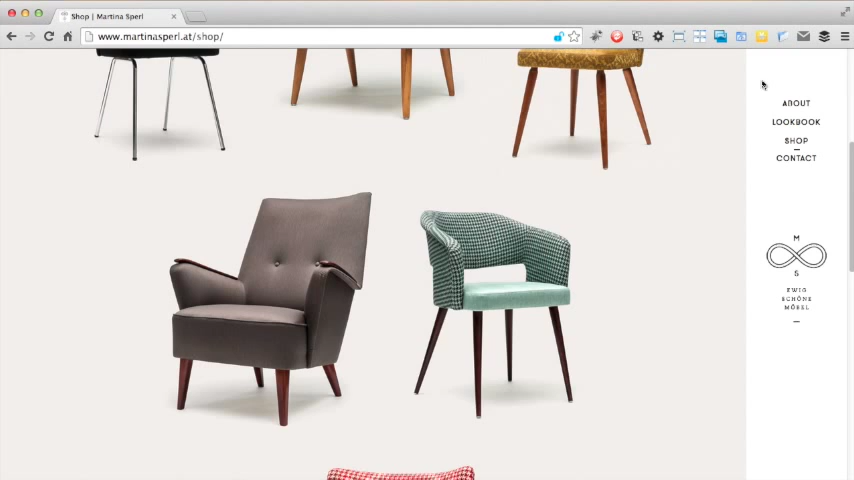 Shop | Martina Sperl
www.martinasperl.at/shop/
ABOUT
LOOKBOOK
SHOP
CONTACT
M
S
EWIG
SCHÖNE
MÖBEL